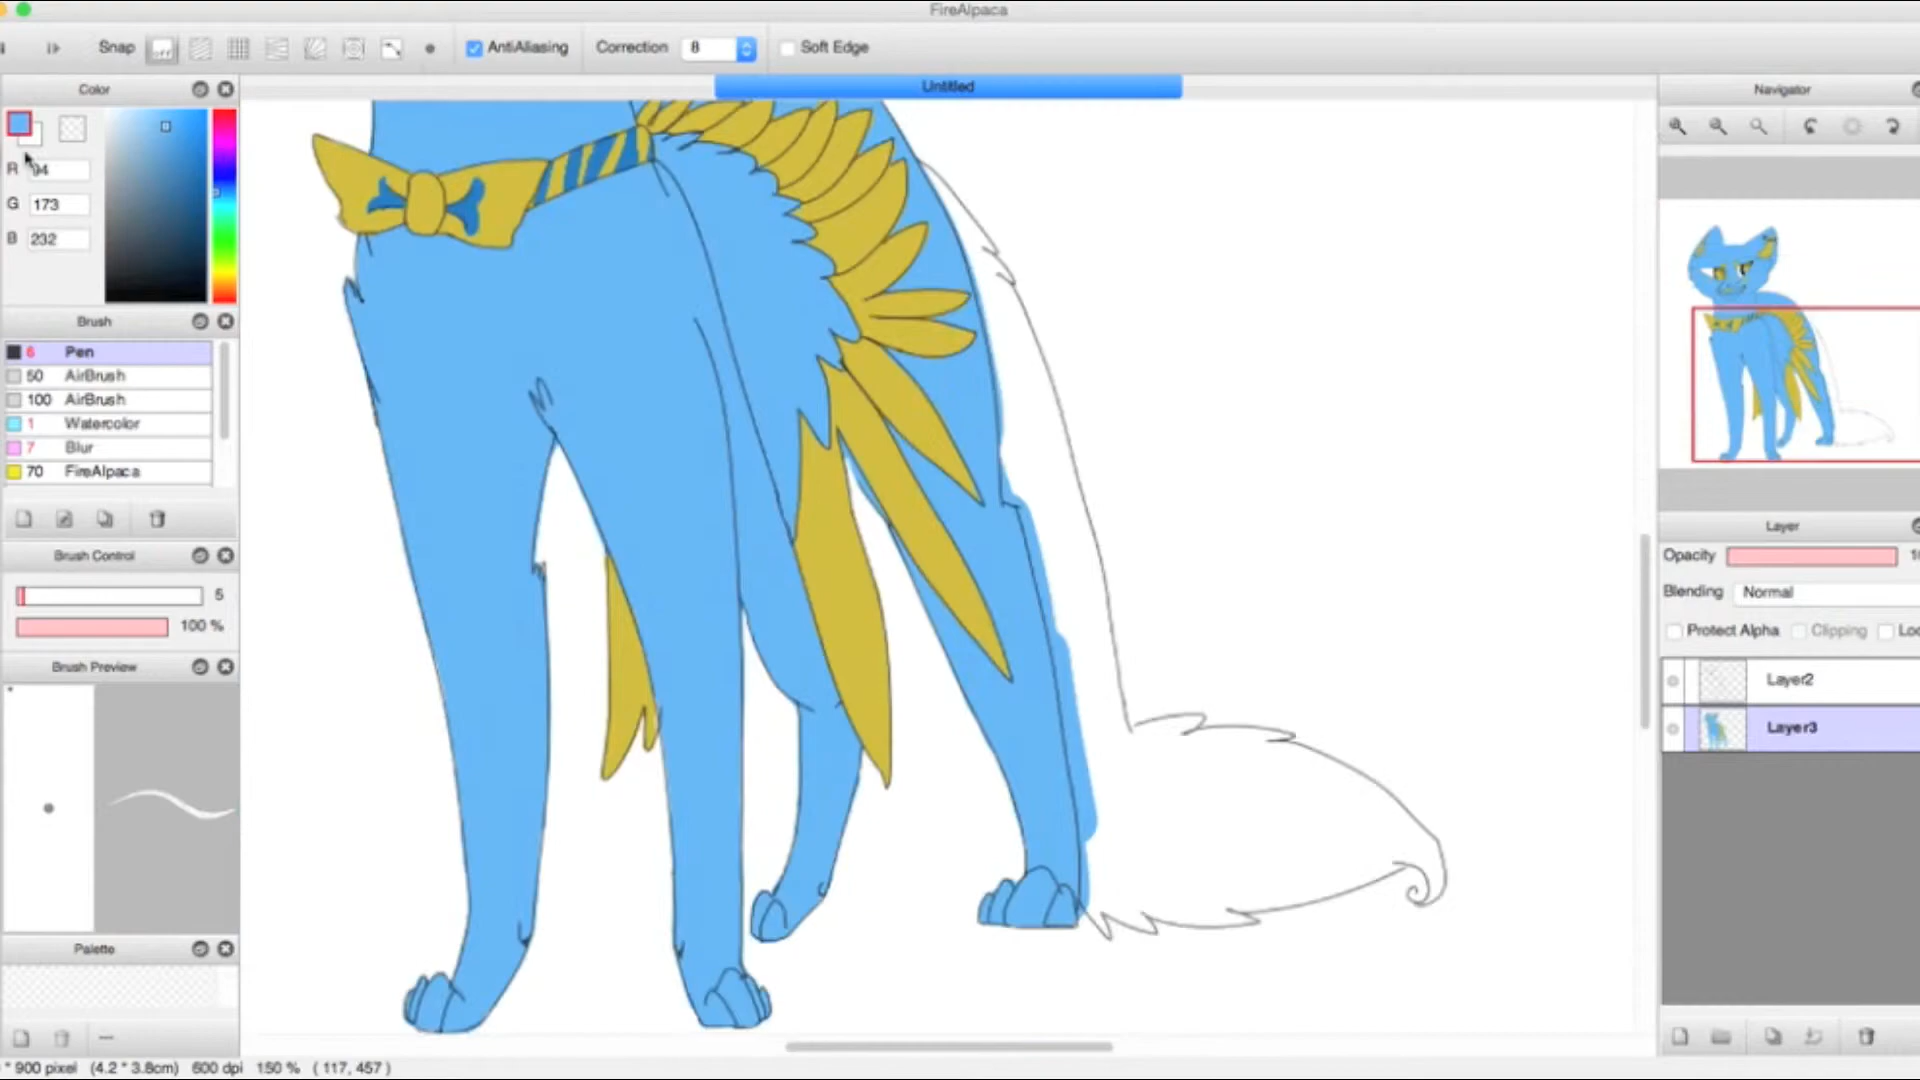 FireAlpaca
Snap
AntiAliasing
Correction 8
Soft Edge
Untitled
Color
R 94
G 173
B 232
Brush
6 Pen
50 AirBrush
100 AirBrush
1 Watercolor
7 Blur
70 FireAlpaca
Brush Control
5
100 %
Brush Preview
Palette
* 900 pixel (4.2 * 3.8cm) 600 dpi 150 % ( 117, 457 )
Navigator
Layer
Opacity
Blending Normal
Protect Alpha Clipping
Layer2
Layer3